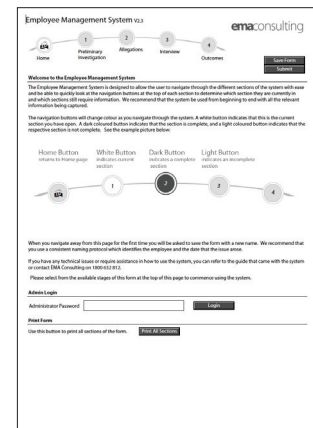 Employee Management System V2.3
emaconsulting
1
2
3
4
Home
Preliminary
Investigation
Allegations
Interview
Outcomes
Save Form
Submit
Welcome to the Employee Management System
The Employee Management System is designed to allow the user to navigate through the different sections of the system with ease
and be able to quickly look at the navigation buttons at the top of each section to determine which section they are currently in
and which sections still require information. We recommend that the system be used from beginning to end with all the relevant
information being captured.
The navigation buttons will change colour as you navigate through the system. A white button indicates that this is the current
section you have open. A dark coloured button indicates that the section is complete, and a light coloured button indicates that the
respective section is not complete. See the example picture below:
Home Button
returns to Home page
White Button
indicates current
section
Dark Button
indicates a complete
section
Light Button
indicates an incomplete
section
1
2
3
4
When you navigate away from this page for the first time you will be asked to save the form with a new name. We recommend that
you use a consistent naming protocol which identifies the employee and the date that the issue arose.
If you have any technical issues or require assistance in how to use the system, you can refer to the guide that came with the system
or contact EMA Consulting on 1800 632 812.
Please select from the available stages of this form at the top of this page to commence using the system.
Admin Login
Administrator Password
Login
Print Form
Use this button to print all sections of the form.
Print All Sections